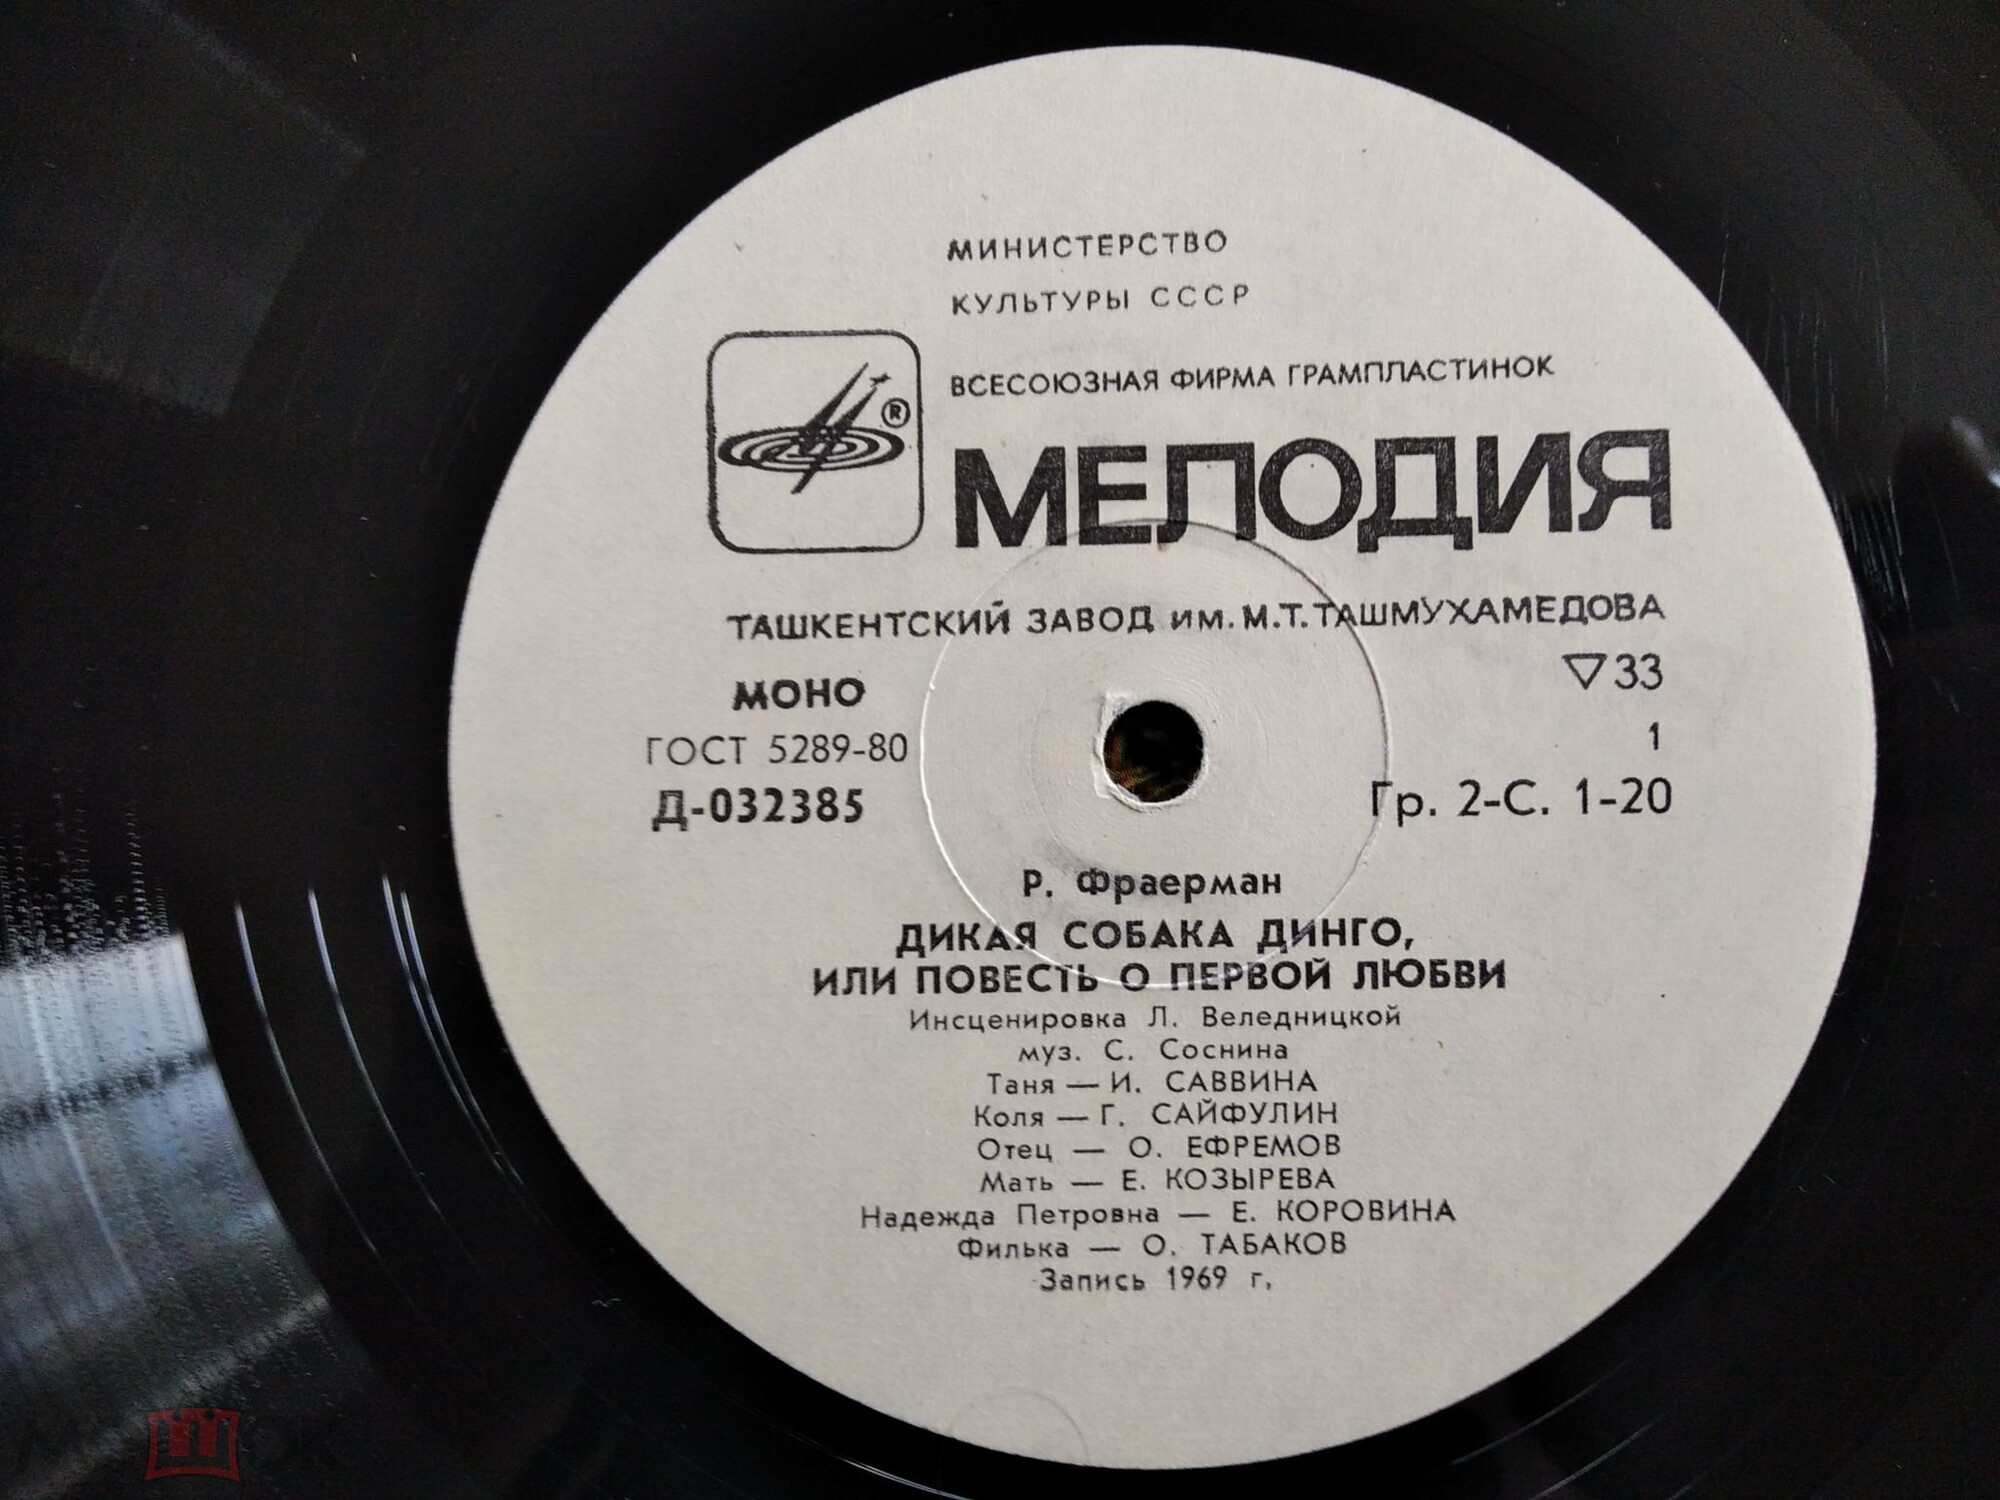 МИНИСТЕРСТВО
КУЛЬТУРЫ СССР
ВСЕСОЮЗНАЯ ФИРМА ГРАМПЛАСТИНОК
®
МЕЛОДИЯ
ТАШКЕНТСКИЙ ЗАВОД им. М.Т. ТАШМУХАМЕДОВА
МОНО
▽33
ГОСТ 5289-80
1
Д-032385
Гр. 2-С. 1-20
Р. Фраерман
ДИКАЯ СОБАКА ДИНГО,
ИЛИ ПОВЕСТЬ О ПЕРВОЙ ЛЮБВИ
Инсценировка Л. Веледницкой
муз. С. Соснина
Таня — И. САВВИНА
Коля — Г. САЙФУЛИН
Отец — О. ЕФРЕМОВ
Мать — Е. КОЗЫРЕВА
Надежда Петровна — Е. КОРОВИНА
Филька — О. ТАБАКОВ
Запись 1969 г.